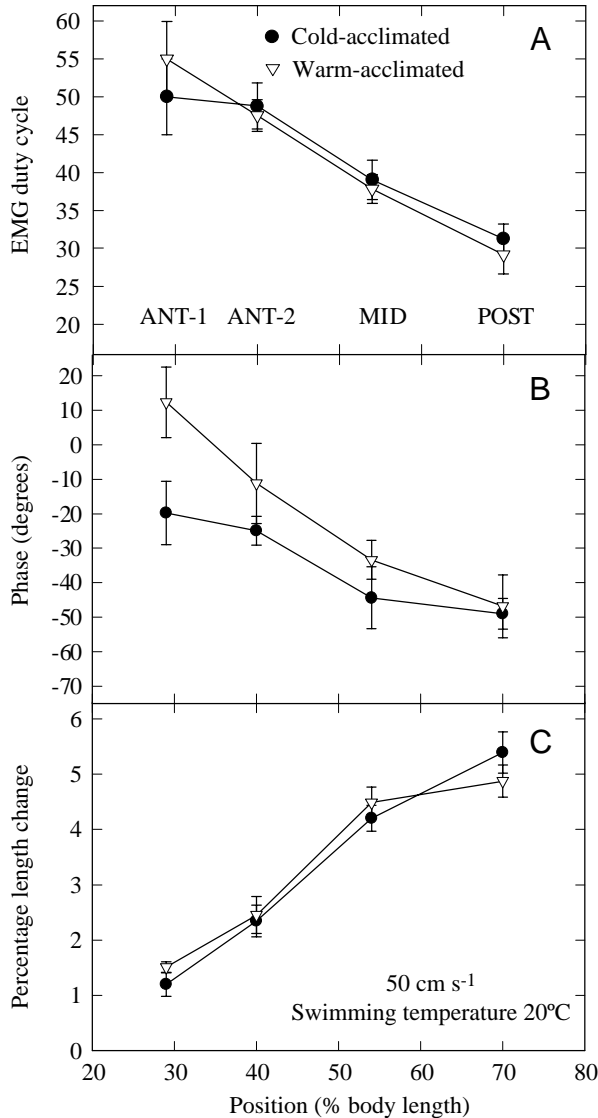 60
A
Cold-acclimated
55
Warm-acclimated
50
45
EMG duty cycle
40
35
30
25
20
ANT-1 ANT-2 MID POST
20
B
10
0
-10
Phase (degrees)
-20
-30
-40
-50
-60
-70
6
C
5
4
Percentage length change
3
2
1
50 cm s-1
Swimming temperature 20ºC
0
20 30 40 50 60 70 80
Position (% body length)